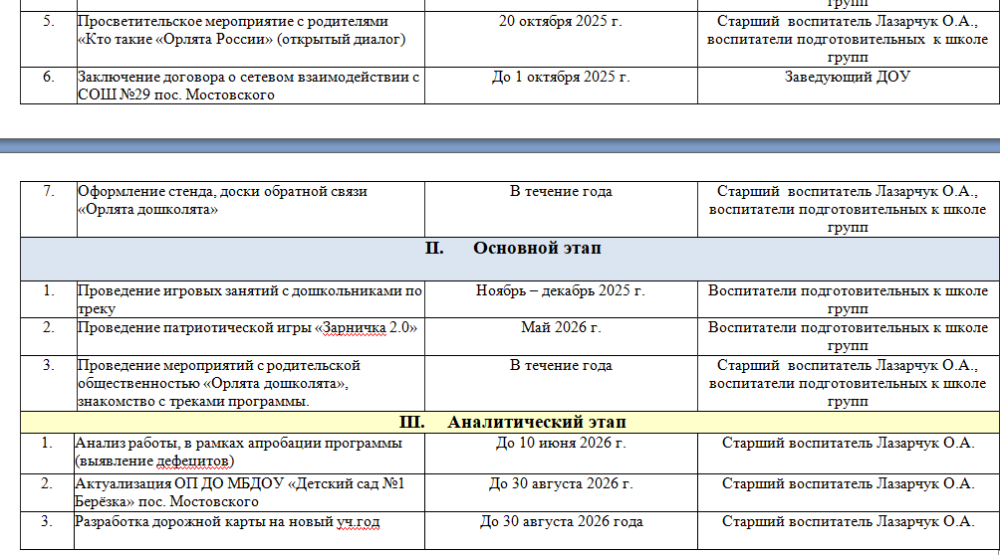 групп
5. Просветительское мероприятие с родителями «Кто такие «Орлята России» (открытый диалог) 20 октября 2025 г. Старший воспитатель Лазарчук О.А., воспитатели подготовительных к школе групп
6. Заключение договора о сетевом взаимодействии с СОШ №29 пос. Мостовского До 1 октября 2025 г. Заведующий ДОУ
7. Оформление стенда, доски обратной связи «Орлята дошколята» В течение года Старший воспитатель Лазарчук О.А., воспитатели подготовительных к школе групп
II. Основной этап
1. Проведение игровых занятий с дошкольниками по треку Ноябрь – декабрь 2025 г. Воспитатели подготовительных к школе групп
2. Проведение патриотической игры «Зарничка 2.0» Май 2026 г. Воспитатели подготовительных к школе групп
3. Проведение мероприятий с родительской общественностью «Орлята дошколята», знакомство с треками программы. В течение года Старший воспитатель Лазарчук О.А., воспитатели подготовительных к школе групп
III. Аналитический этап
1. Анализ работы, в рамках апробации программы (выявление дефецитов) До 10 июня 2026 г. Старший воспитатель Лазарчук О.А.
2. Актуализация ОП ДО МБДОУ «Детский сад №1 Берёзка» пос. Мостовского До 30 августа 2026 г. Старший воспитатель Лазарчук О.А.
3. Разработка дорожной карты на новый уч.год До 30 августа 2026 года Старший воспитатель Лазарчук О.А.